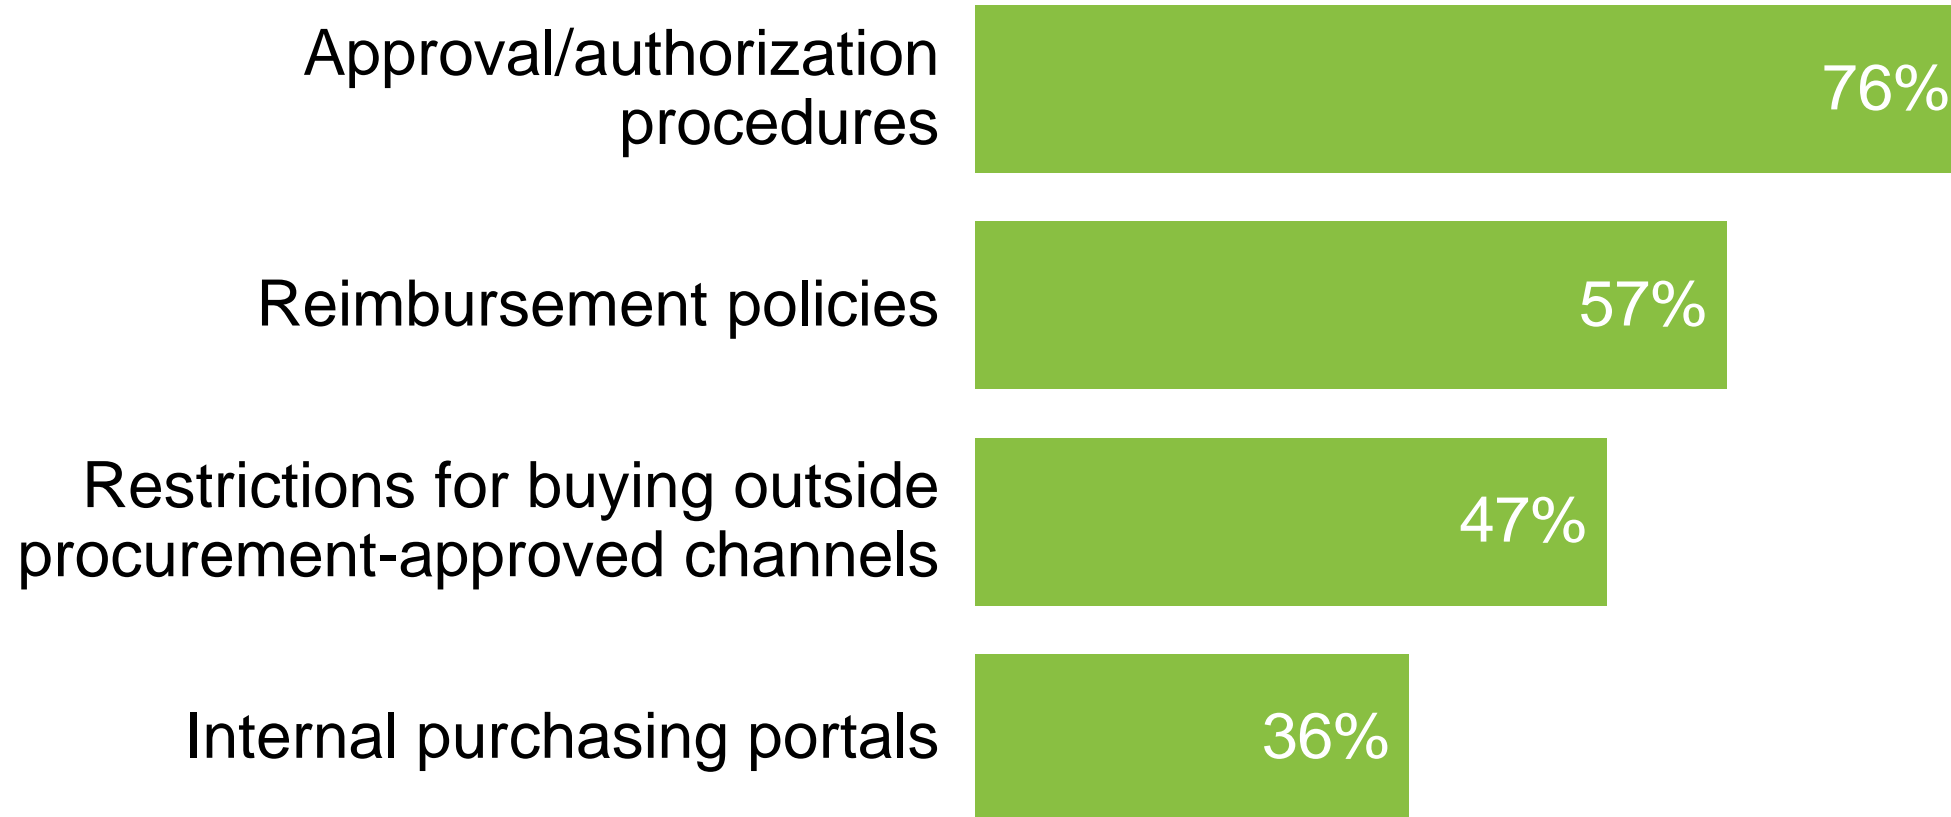 Approval/authorization
procedures
76%
Reimbursement policies
57%
Restrictions for buying outside
procurement-approved channels
47%
Internal purchasing portals
36%